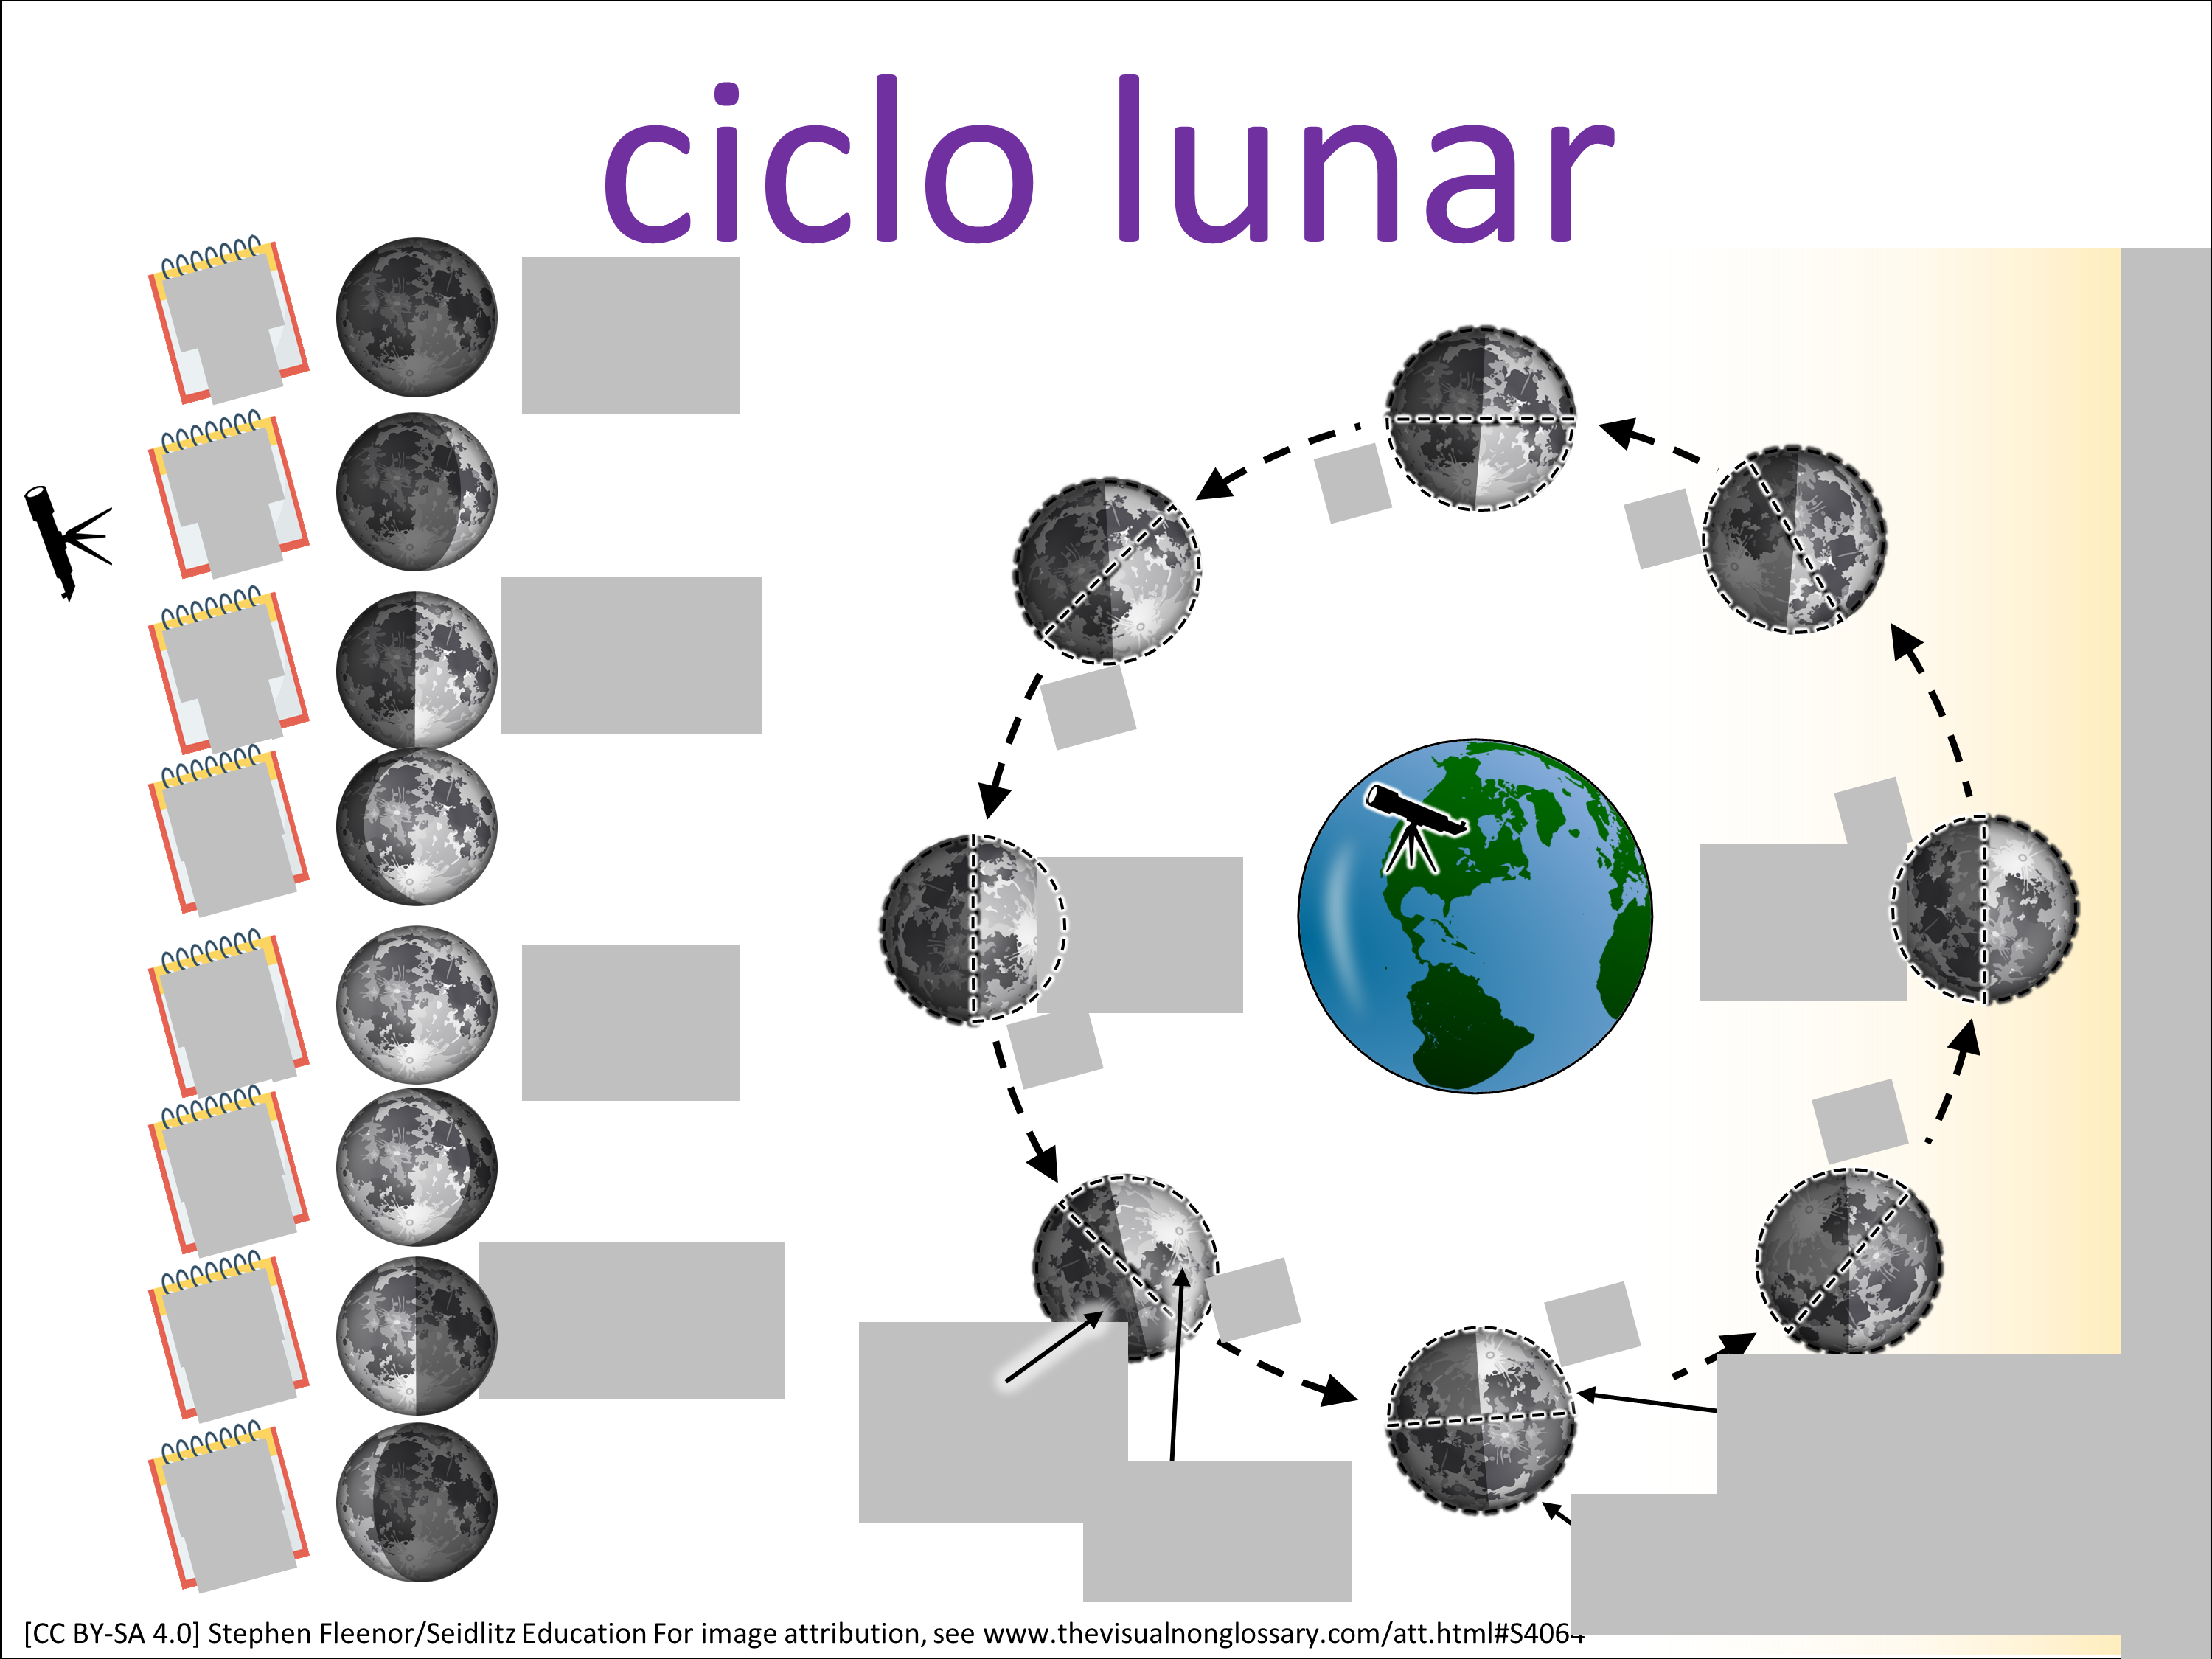 ciclo lunar
[CC BY-SA 4.0] Stephen Fleenor/Seidlitz Education For image attribution, see www.thevisualnonglossary.com/att.html#S4064